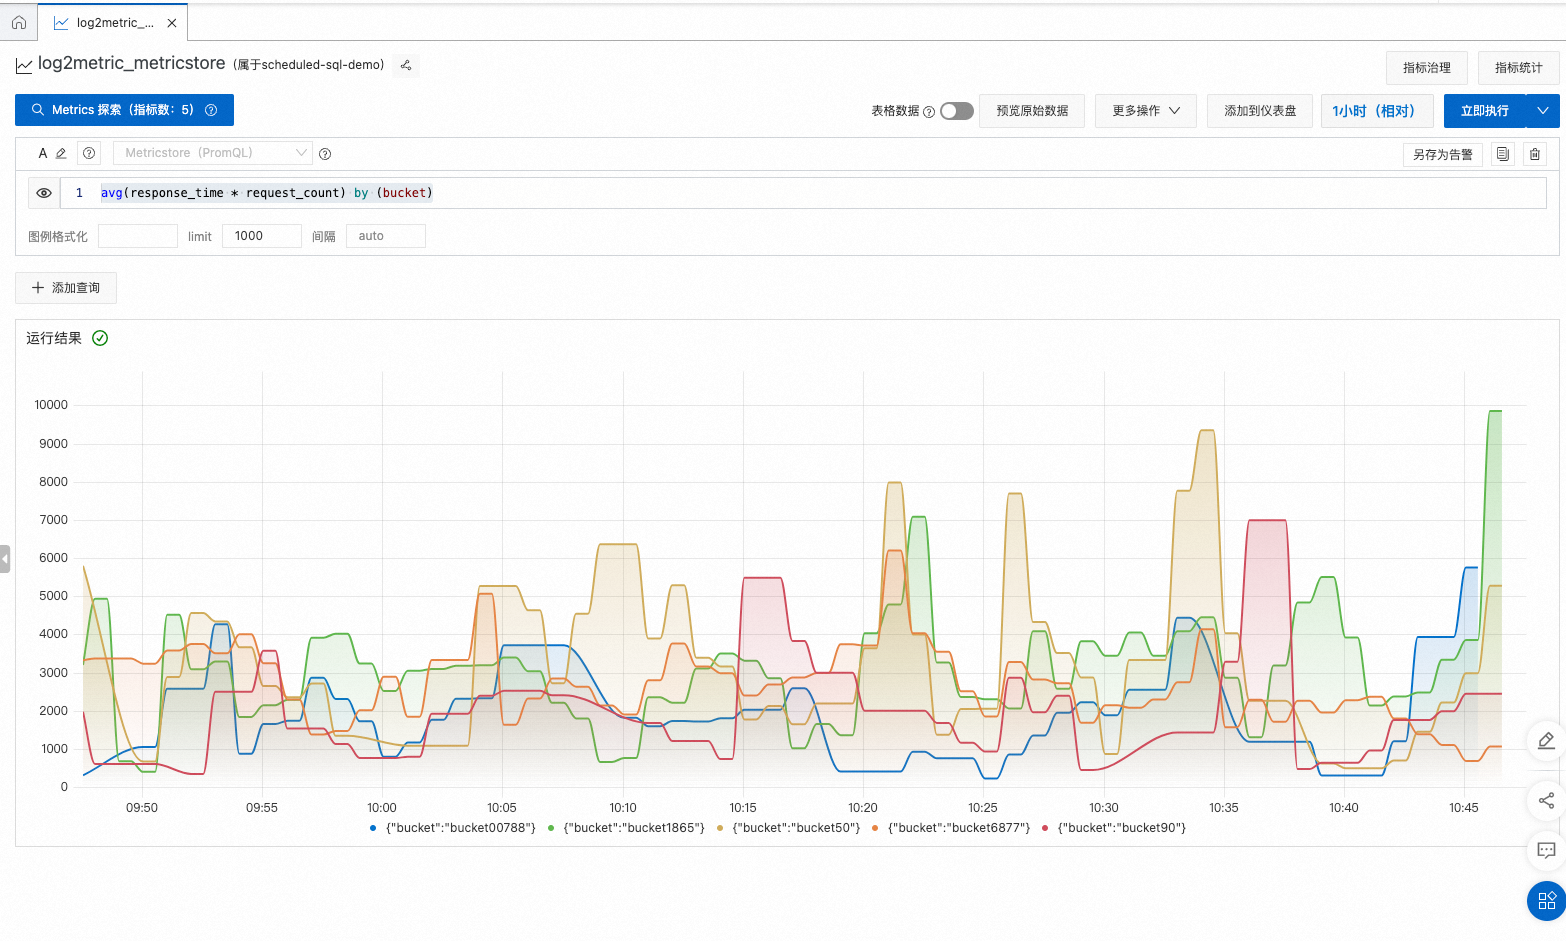 log2metric_...
log2metric_metricstore (属于scheduled-sql-demo)
指标治理 指标统计
Metrics 探索（指标数：5）
表格数据 预览原始数据 更多操作 添加到仪表盘 1小时（相对） 立即执行
A Metricstore（PromQL） 另存为告警
1 avg(response_time * request_count) by (bucket)
图例格式化 limit 1000 间隔 auto
添加查询
运行结果
10000
9000
8000
7000
6000
5000
4000
3000
2000
1000
0
09:50 09:55 10:00 10:05 10:10 10:15 10:20 10:25 10:30 10:35 10:40 10:45
{"bucket":"bucket00788"} {"bucket":"bucket1865"} {"bucket":"bucket50"} {"bucket":"bucket6877"} {"bucket":"bucket90"}